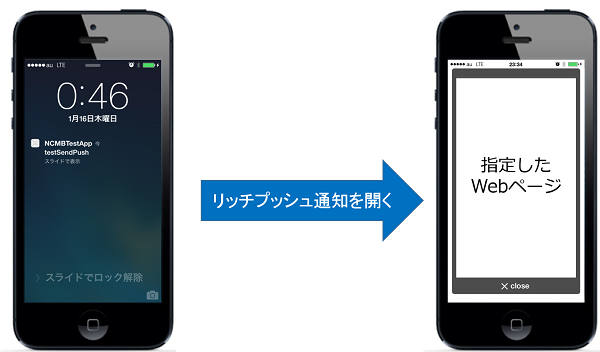 au LTE
0:46
1月16日木曜日
NCMBTestApp 今
testSendPush
スライドで表示
スライドでロック解除
リッチプッシュ通知を開く
au LTE 23:34
指定した
Webページ
× close